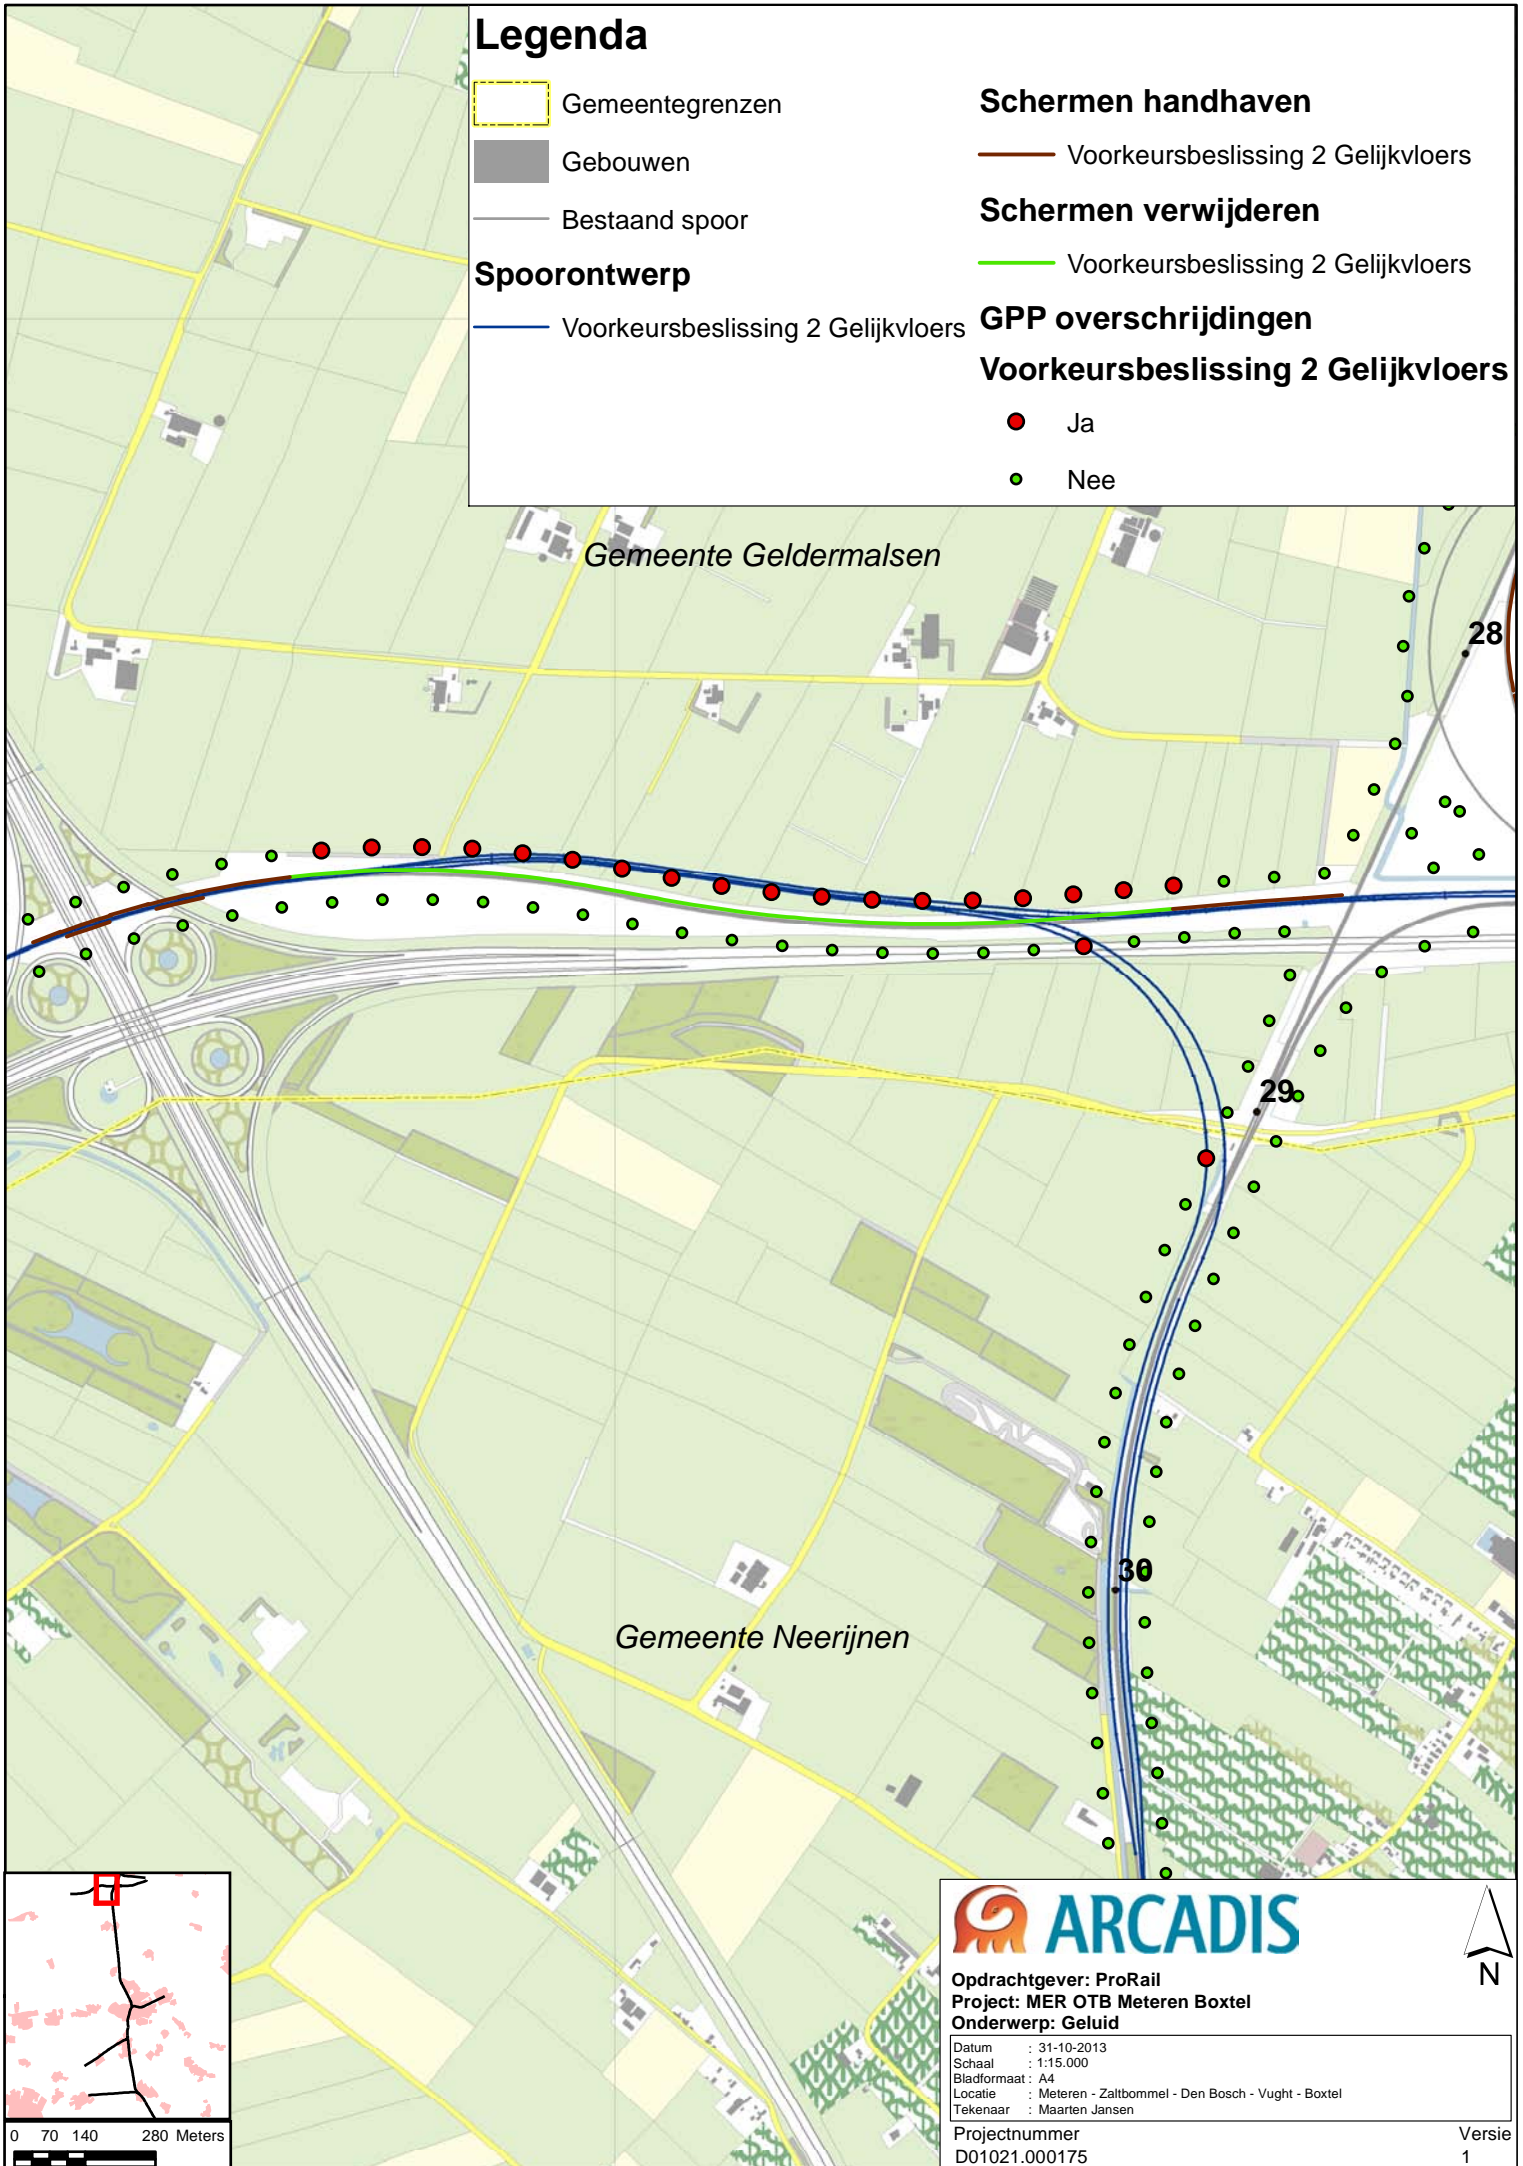 Legenda
Gemeentegrenzen
Gebouwen
Bestaand spoor
Spoorontwerp
Voorkeursbeslissing 2 Gelijkvloers
Schermen handhaven
Voorkeursbeslissing 2 Gelijkvloers
Schermen verwijderen
Voorkeursbeslissing 2 Gelijkvloers
GPP overschrijdingen
Voorkeursbeslissing 2 Gelijkvloers
Ja
Nee
Gemeente Geldermalsen
28
29
30
Gemeente Neerijnen
ARCADIS
N
Opdrachtgever: ProRail
Project: MER OTB Meteren Boxtel
Onderwerp: Geluid
Datum : 31-10-2013
Schaal : 1:15.000
Bladformaat : A4
Locatie : Meteren - Zaltbommel - Den Bosch - Vught - Boxtel
Tekenaar : Maarten Jansen
Projectnummer Versie
D01021.000175 1
0 70 140 280 Meters